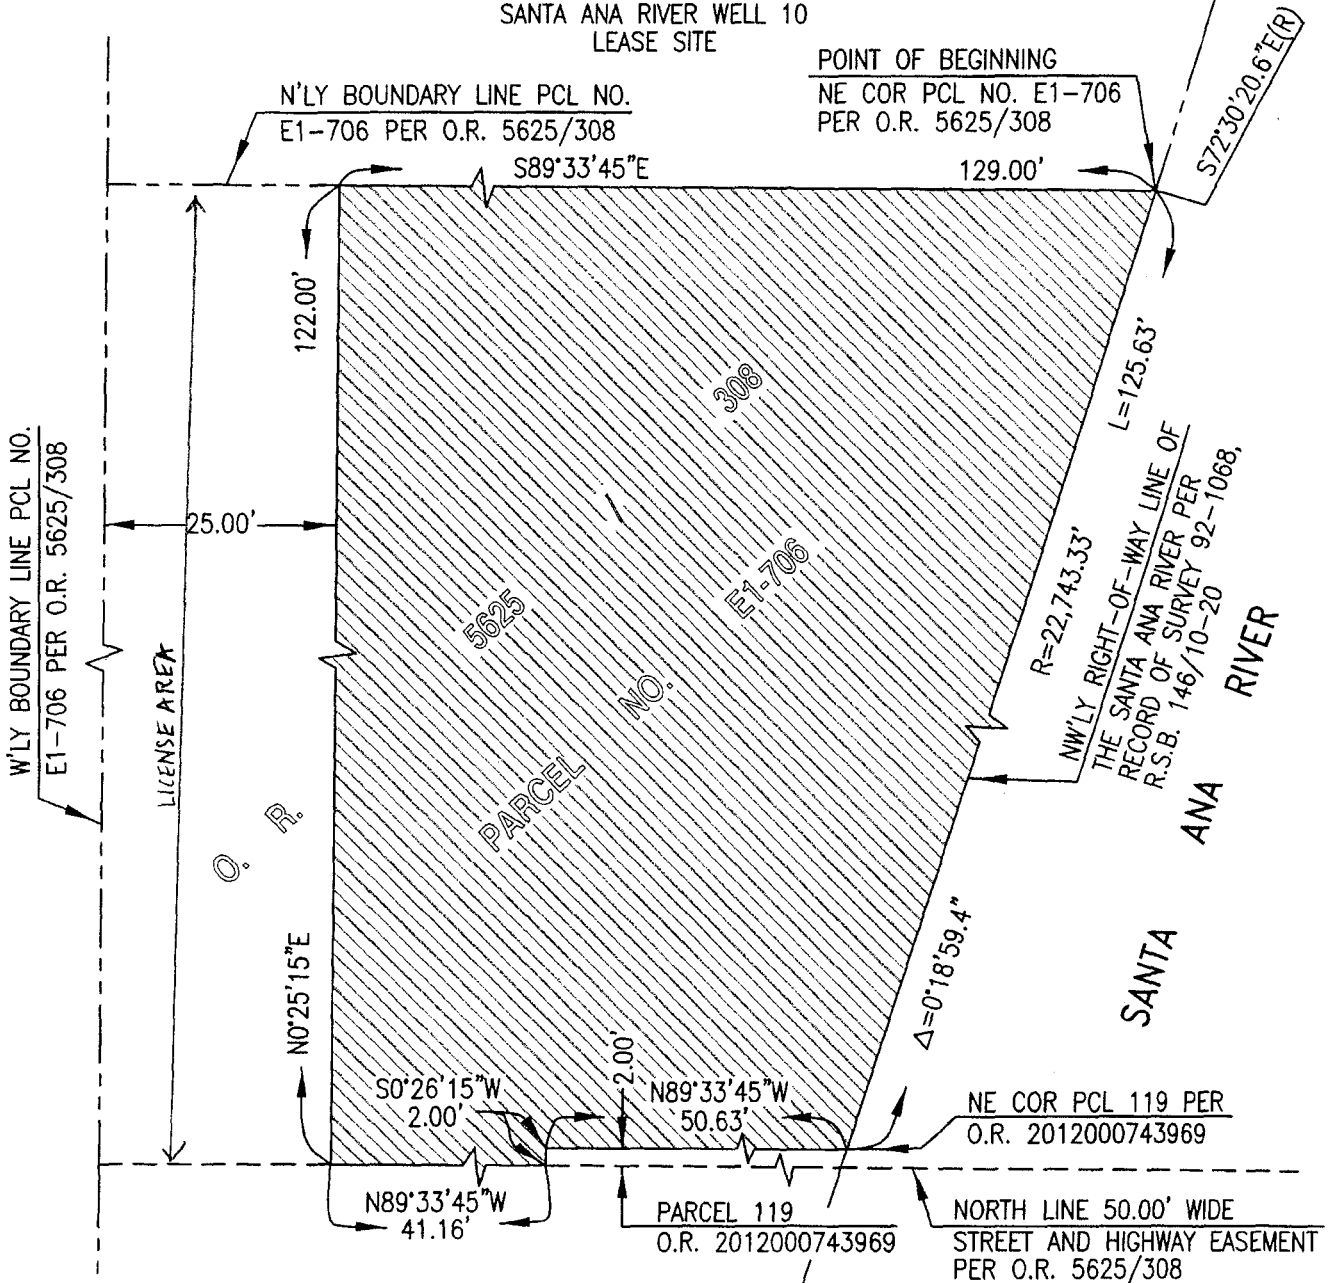 SANTA ANA RIVER WELL 10
LEASE SITE
POINT OF BEGINNING
NE COR PCL NO. E1-706
PER O.R. 5625/308
S72°30'20.6"E(R)
N'LY BOUNDARY LINE PCL NO.
E1-706 PER O.R. 5625/308
S89°33'45"E
129.00'
122.00'
W'LY BOUNDARY LINE PCL NO.
E1-706 PER O.R. 5625/308
25.00'
LICENSE AREA
O. R.
5625
/
308
PARCEL
NO.
E1-706
L=125.63'
R=22,743.33'
Δ=0°18'59.4"
NW'LY RIGHT-OF-WAY LINE OF
THE SANTA ANA RIVER PER
RECORD OF SURVEY 92-1068,
R.S.B. 146/10-20
SANTA
ANA
RIVER
N0°25'15"E
S0°26'15"W
2.00'
2.00'
N89°33'45"W
50.63'
NE COR PCL 119 PER
O.R. 2012000743969
N89°33'45"W
41.16'
PARCEL 119
O.R. 2012000743969
NORTH LINE 50.00' WIDE
STREET AND HIGHWAY EASEMENT
PER O.R. 5625/308